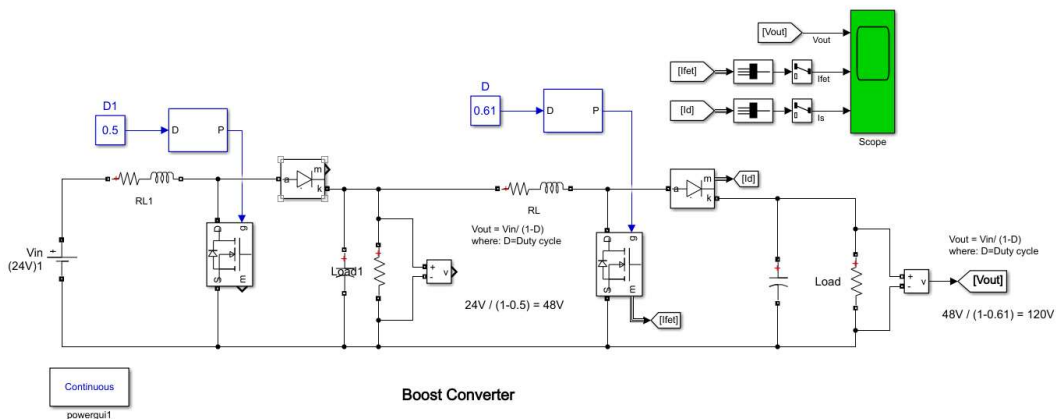 [Vout]
Vout
[Ifet]
Ifet
[Id]
Is
Scope
D1
0.5
D
P
D
0.61
D
P
RL1
a
m
k
g
D
S
m
Vin
(24V)1
Load1
+
-
v
RL
Vout = Vin/ (1-D)
where: D=Duty cycle
24V / (1-0.5) = 48V
a
m
k
[Id]
g
D
S
m
[Ifet]
Load
+
-
v
[Vout]
Vout = Vin/ (1-D)
where: D=Duty cycle
48V / (1-0.61) = 120V
Continuous
powergui1
Boost Converter